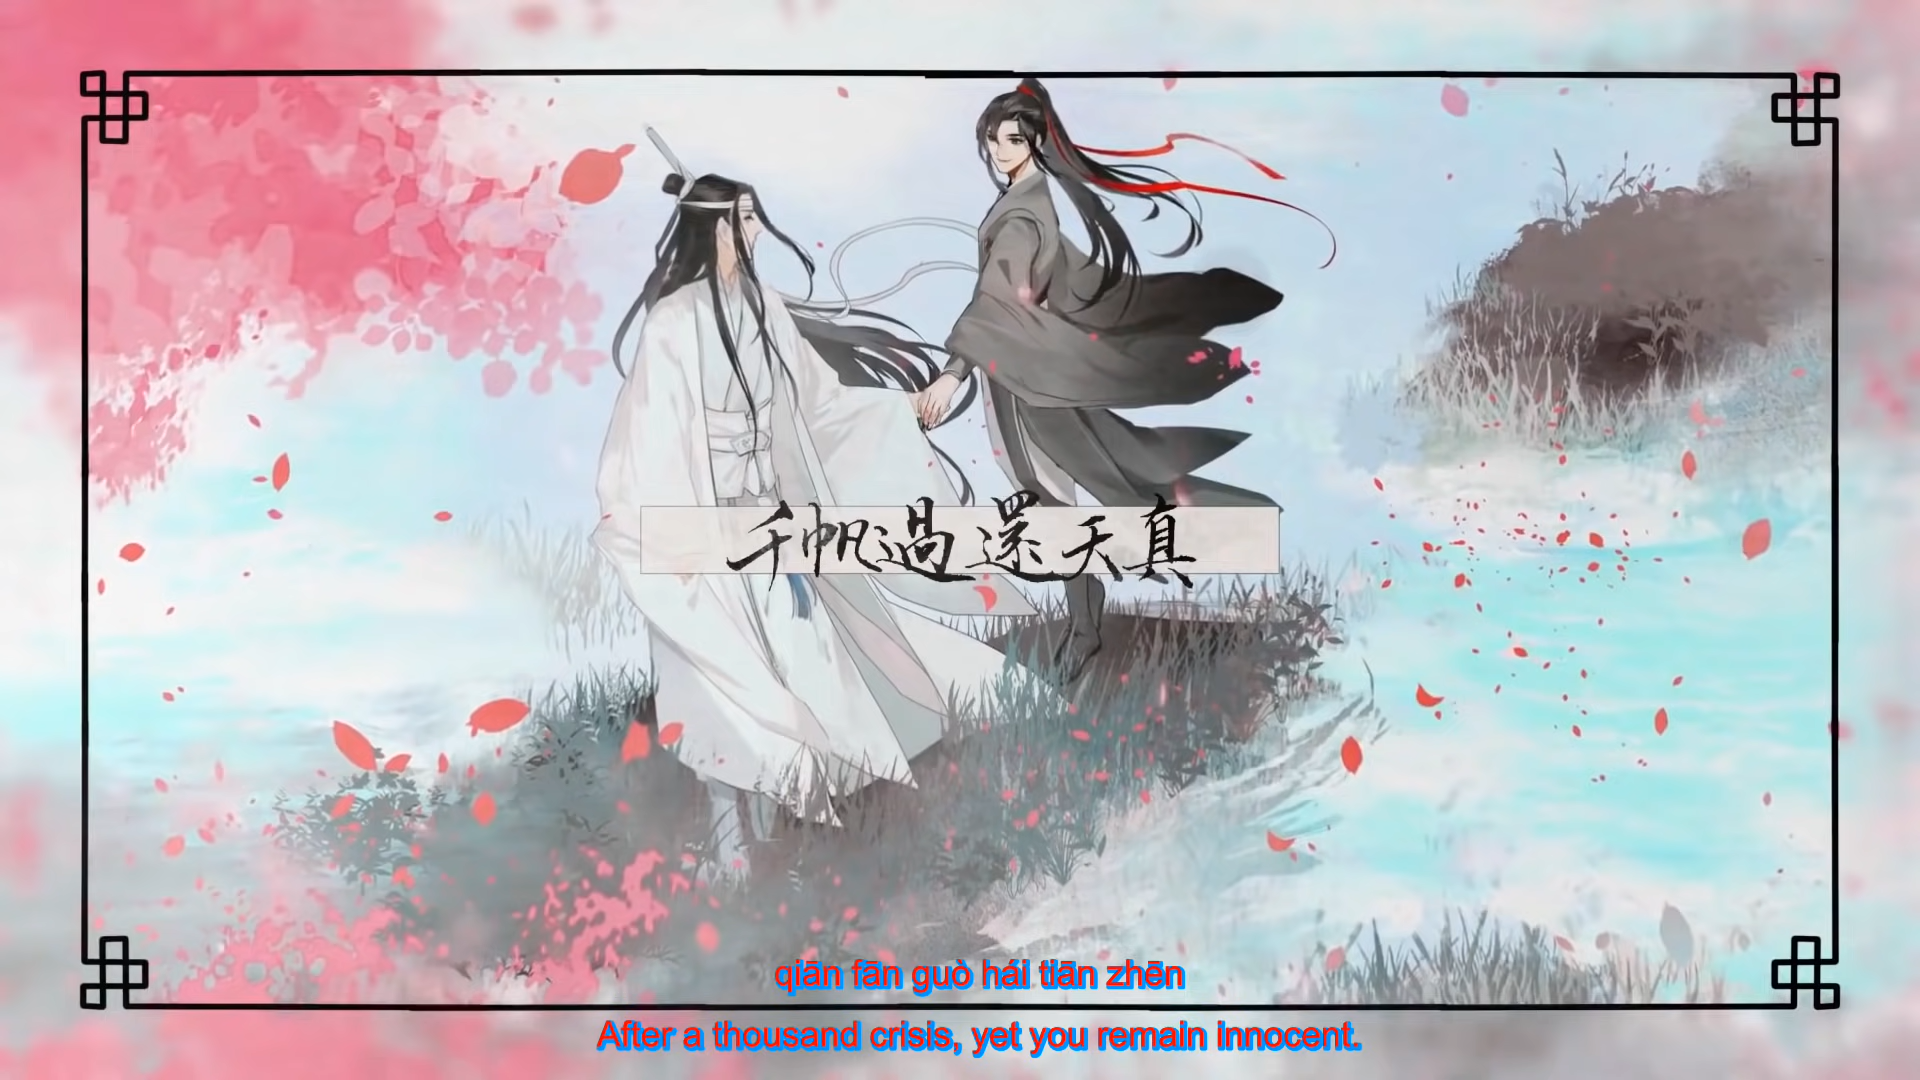 千帆過還天真
qiān fān guò hái tiān zhēn
After a thousand crisis, yet you remain innocent.